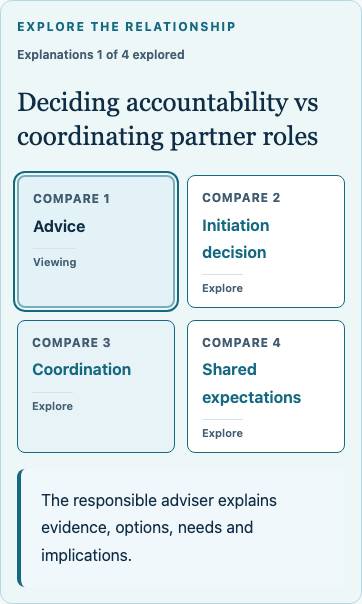 EXPLORE THE RELATIONSHIP
Explanations 1 of 4 explored
Deciding accountability vs
coordinating partner roles
COMPARE 1
Advice
Viewing
COMPARE 2
Initiation
decision
Explore
COMPARE 3
Coordination
Explore
COMPARE 4
Shared
expectations
Explore
The responsible adviser explains
evidence, options, needs and
implications.